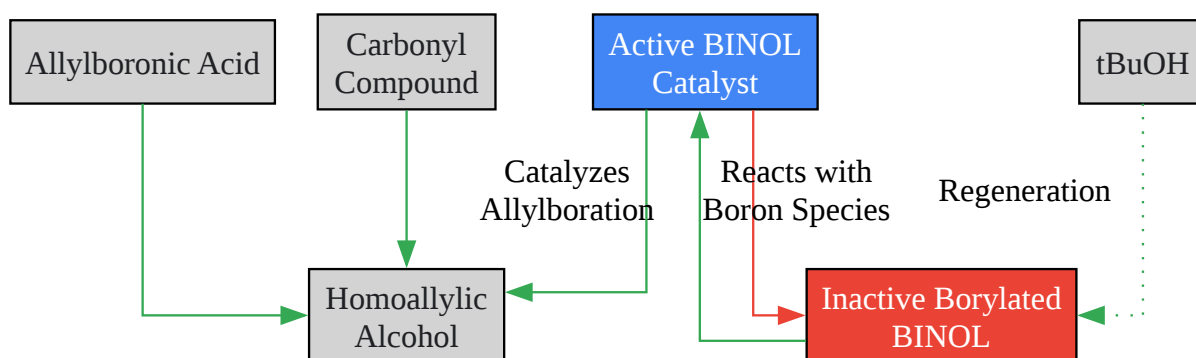 Allylboronic Acid
Carbonyl
Compound
Active BINOL
Catalyst
tBuOH
Catalyzes
Allylboration
Reacts with
Boron Species
Regeneration
Homoallylic
Alcohol
Inactive Borylated
BINOL